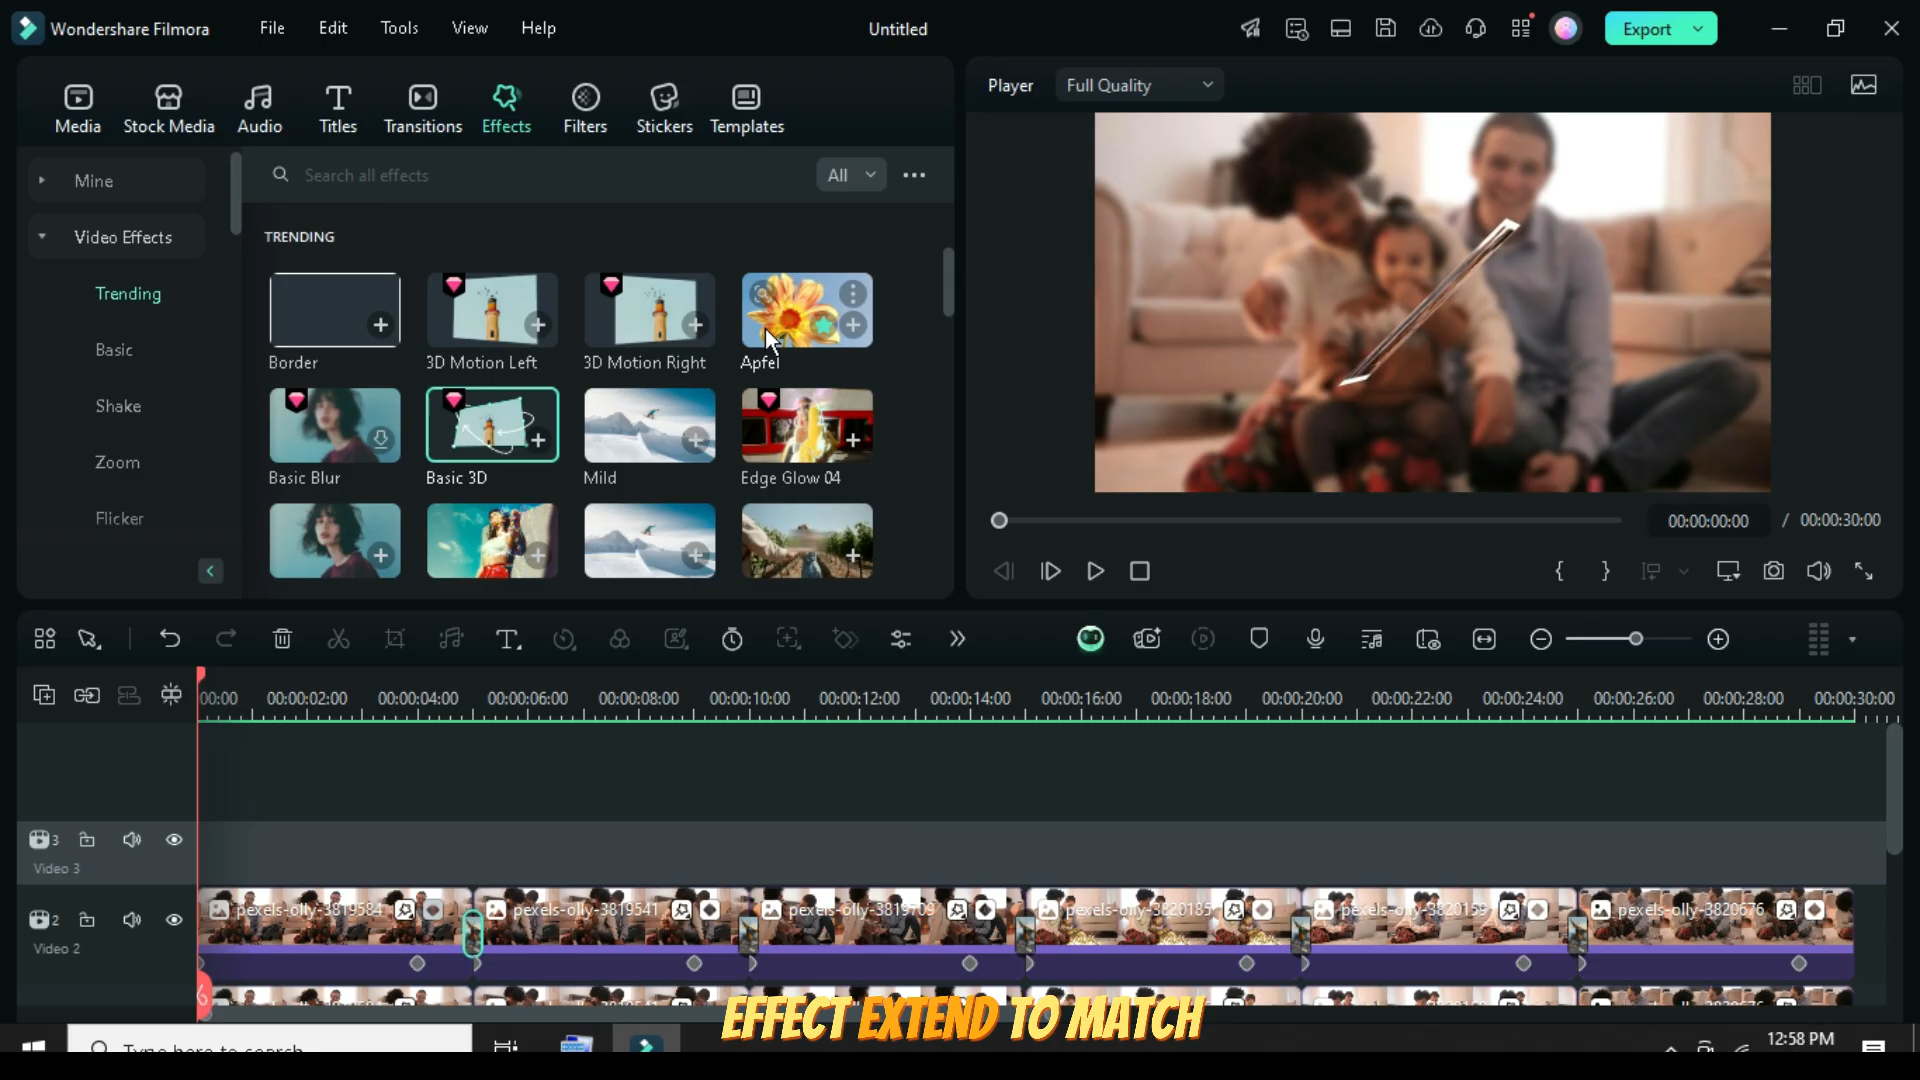 Wondershare Filmora
File
Edit
Tools
View
Help
Untitled
Export
Media
Stock Media
Audio
Titles
Transitions
Effects
Filters
Stickers
Templates
Player
Full Quality
Mine
Video Effects
Trending
Basic
Shake
Zoom
Flicker
Search all effects
All
TRENDING
Border
3D Motion Left
3D Motion Right
Apfel
Basic Blur
Basic 3D
Mild
Edge Glow 04
00:00:00:00 / 00:00:30:00
00:00 00:00:02:00 00:00:04:00 00:00:06:00 00:00:08:00 00:00:10:00 00:00:12:00 00:00:14:00 00:00:16:00 00:00:18:00 00:00:20:00 00:00:22:00 00:00:24:00 00:00:26:00 00:00:28:00 00:00:30:00
3
Video 3
2
Video 2
pexels-olly-3819584
pexels-olly-3819541
pexels-olly-3819709
pexels-olly-3820185
pexels-olly-3820159
pexels-olly-3820676
EFFECT EXTEND TO MATCH
Type here to search
12:58 PM